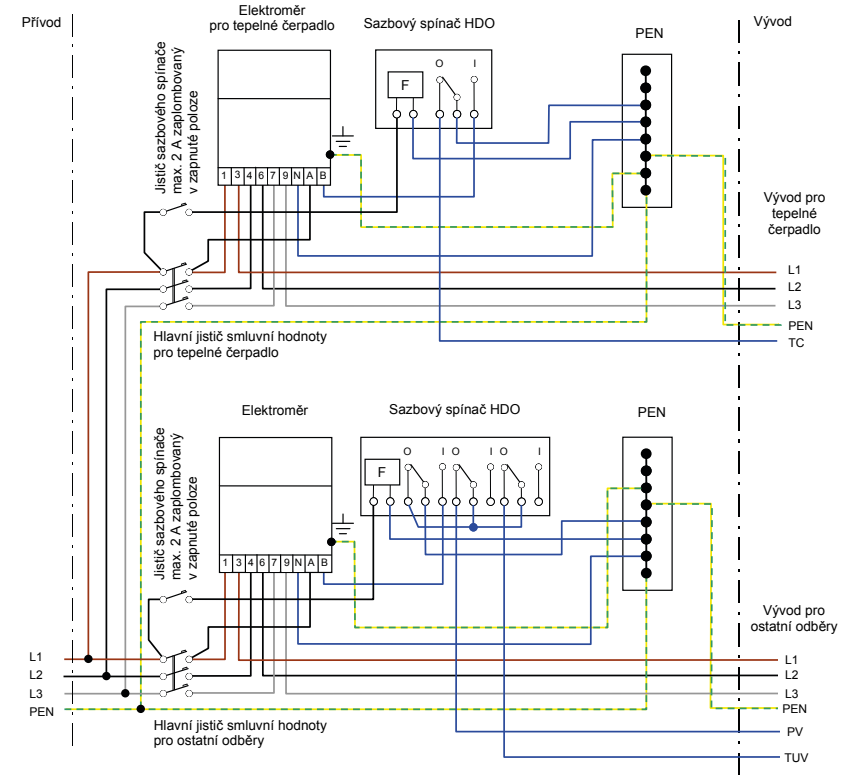 Přívod
Elektroměr
pro tepelné čerpadlo
Sazbový spínač HDO
PEN
Vývod
Jistič sazbového spínače
max. 2 A zaplombovaný
v zapnuté poloze
F
O
I
1 3 4 6 7 9 N A B
Vývod pro
tepelné
čerpadlo
L1
L2
L3
PEN
TC
Hlavní jistič smluvní hodnoty
pro tepelné čerpadlo
Elektroměr
Sazbový spínač HDO
PEN
Jistič sazbového spínače
max. 2 A zaplombovaný
v zapnuté poloze
F
O
I
O
I
O
I
1 3 4 6 7 9 N A B
Vývod pro
ostatní odběry
L1
L2
L3
PEN
L1
L2
L3
PEN
PV
TUV
Hlavní jistič smluvní hodnoty
pro ostatní odběry